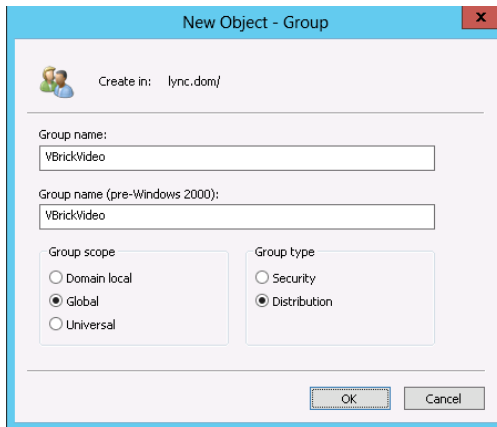 New Object - Group
x
Create in: lync.dom/
Group name:
VBrickVideo
Group name (pre-Windows 2000):
VBrickVideo
Group scope
Group type
Domain local
Security
Global
Distribution
Universal
OK
Cancel